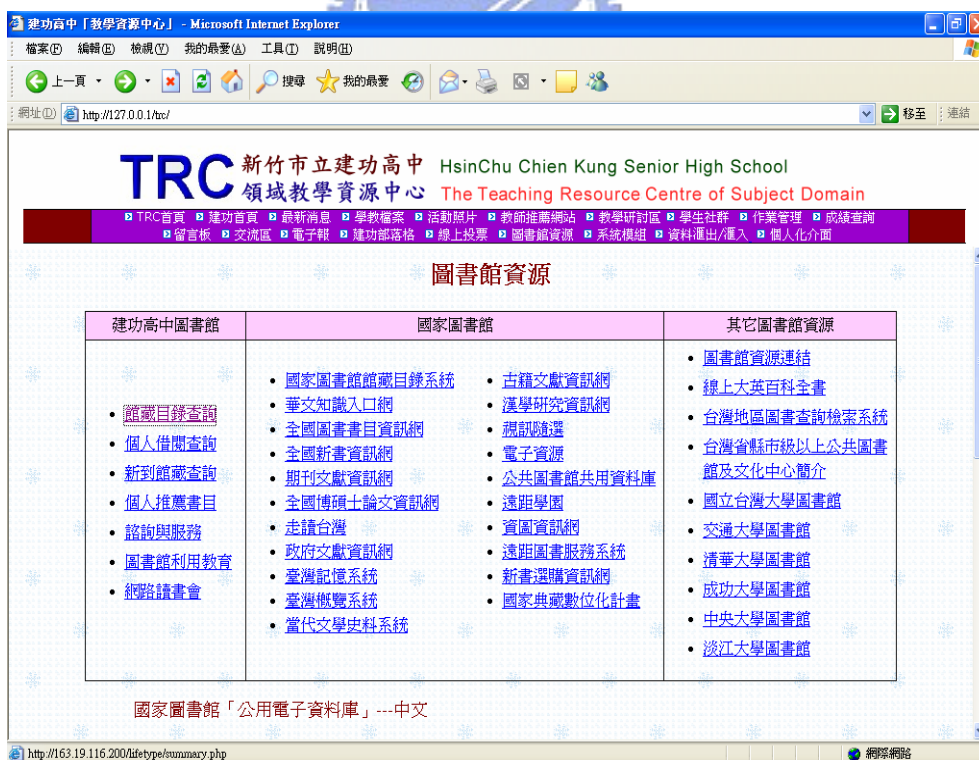 建功高中「教學資源中心」 - Microsoft Internet Explorer
檔案(F) 編輯(E) 檢視(V) 我的最愛(A) 工具(T) 說明(H)
上一頁 搜尋 我的最愛
網址(D) http://127.0.0.1/trc/ 移至 連結
TRC 新竹市立建功高中 HsinChu Chien Kung Senior High School
領域教學資源中心 The Teaching Resource Centre of Subject Domain
TRC首頁 建功首頁 最新消息 學教檔案 活動照片 教師推薦網站 教學研討區 學生社群 作業管理 成績查詢
留言板 交流區 電子報 建功部落格 線上投票 圖書館資源 系統模組 資料匯出/匯入 個人化介面
圖書館資源
建功高中圖書館
館藏目錄查詢
個人借閱查詢
新到館藏查詢
個人推薦書目
諮詢與服務
圖書館利用教育
網路讀書會
國家圖書館
國家圖書館館藏目錄系統
華文知識入口網
全國圖書書目資訊網
全國新書資訊網
期刊文獻資訊網
全國博碩士論文資訊網
走讀台灣
政府文獻資訊網
臺灣記憶系統
臺灣概覽系統
當代文學史料系統
古籍文獻資訊網
漢學研究資訊網
視訊隨選
電子資源
公共圖書館共用資料庫
遠距學園
資圖資訊網
遠距圖書服務系統
新書選購資訊網
國家典藏數位化計畫
其它圖書館資源
圖書館資源連結
線上大英百科全書
台灣地區圖書查詢檢索系統
台灣省縣市級以上公共圖書
館及文化中心簡介
國立台灣大學圖書館
交通大學圖書館
清華大學圖書館
成功大學圖書館
中央大學圖書館
淡江大學圖書館
國家圖書館「公用電子資料庫」---中文
http://163.19.116.200/lifetype/summary.php 網際網路